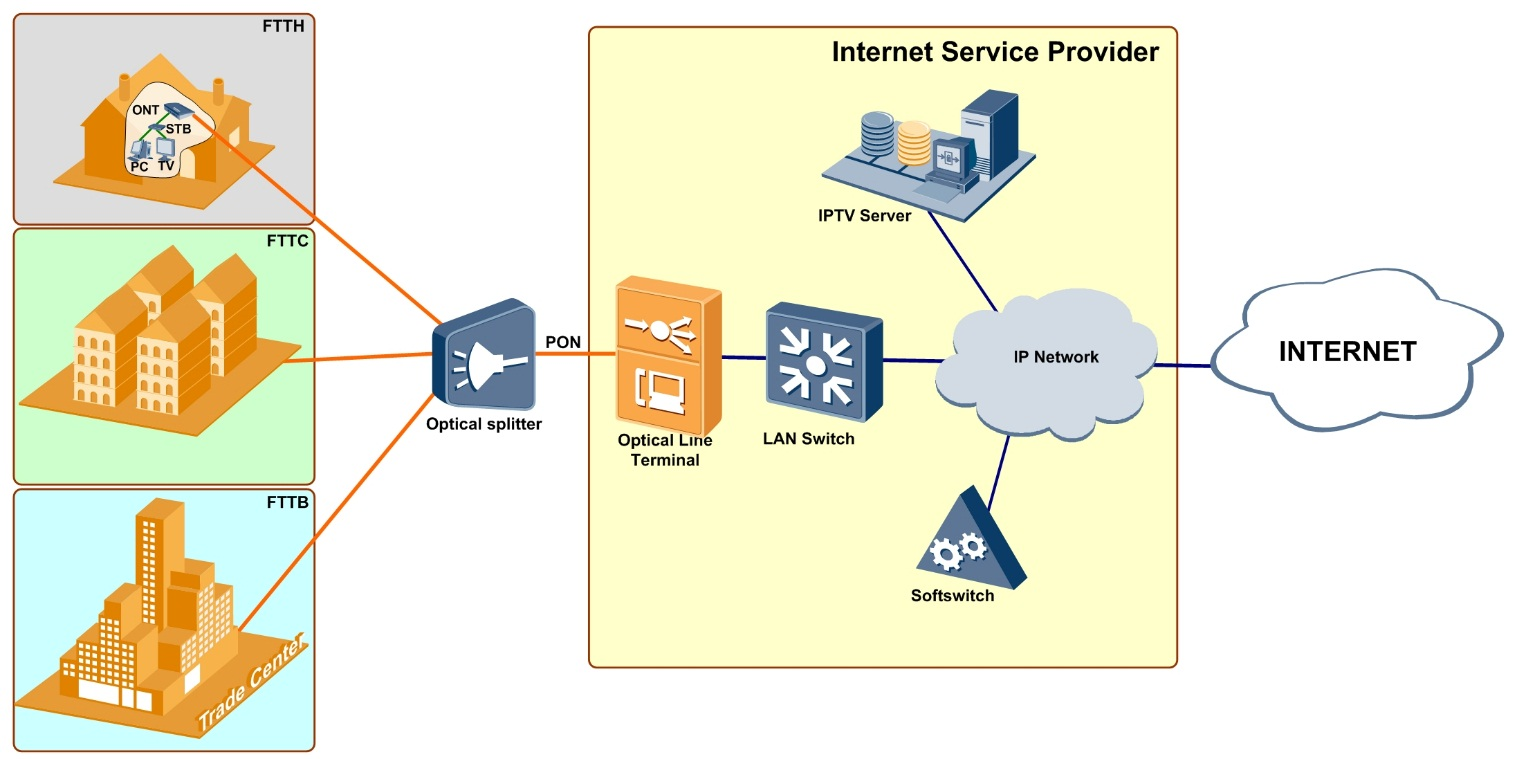 FTTH
ONT
STB
PC TV
FTTC
FTTB
Trade Center
Optical splitter
PON
Internet Service Provider
IPTV Server
Optical Line
Terminal
LAN Switch
IP Network
Softswitch
INTERNET